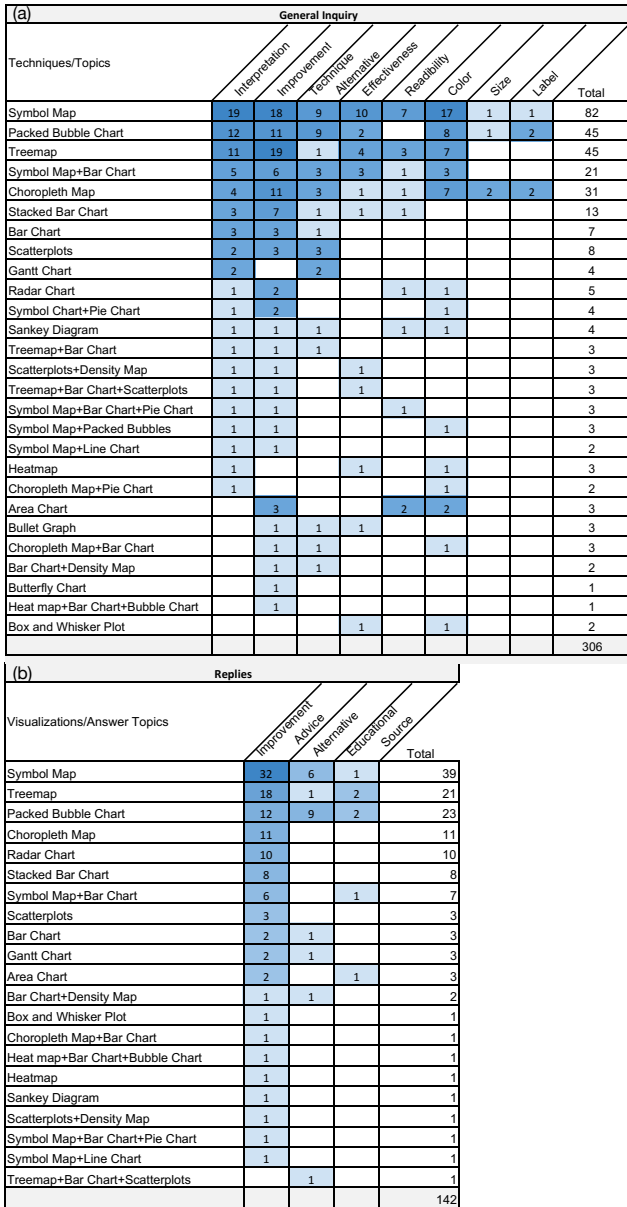 (a) General Inquiry
Techniques/Topics Interpretation Improvement Technique Alternative Effectiveness Readibility Color Size Label Total
Symbol Map 19 18 9 10 7 17 1 1 82
Packed Bubble Chart 12 11 9 2 8 1 2 45
Treemap 11 19 1 4 3 7 45
Symbol Map+Bar Chart 5 6 3 3 1 3 21
Choropleth Map 4 11 3 1 1 7 2 2 31
Stacked Bar Chart 3 7 1 1 1 13
Bar Chart 3 3 1 7
Scatterplots 2 3 3 8
Gantt Chart 2 2 4
Radar Chart 1 2 1 1 5
Symbol Chart+Pie Chart 1 2 1 4
Sankey Diagram 1 1 1 1 1 4
Treemap+Bar Chart 1 1 1 3
Scatterplots+Density Map 1 1 1 3
Treemap+Bar Chart+Scatterplots 1 1 1 3
Symbol Map+Bar Chart+Pie Chart 1 1 1 3
Symbol Map+Packed Bubbles 1 1 1 3
Symbol Map+Line Chart 1 1 2
Heatmap 1 1 1 3
Choropleth Map+Pie Chart 1 1 2
Area Chart 3 2 2 3
Bullet Graph 1 1 1 3
Choropleth Map+Bar Chart 1 1 1 3
Bar Chart+Density Map 1 1 2
Butterfly Chart 1 1
Heat map+Bar Chart+Bubble Chart 1 1
Box and Whisker Plot 1 1 2
306
(b) Replies
Visualizations/Answer Topics Improvement Advice Alternative Educational Source Total
Symbol Map 32 6 1 39
Treemap 18 1 2 21
Packed Bubble Chart 12 9 2 23
Choropleth Map 11 11
Radar Chart 10 10
Stacked Bar Chart 8 8
Symbol Map+Bar Chart 6 1 7
Scatterplots 3 3
Bar Chart 2 1 3
Gantt Chart 2 1 3
Area Chart 2 1 3
Bar Chart+Density Map 1 1 2
Box and Whisker Plot 1 1
Choropleth Map+Bar Chart 1 1
Heat map+Bar Chart+Bubble Chart 1 1
Heatmap 1 1
Sankey Diagram 1 1
Scatterplots+Density Map 1 1
Symbol Map+Bar Chart+Pie Chart 1 1
Symbol Map+Line Chart 1 1
Treemap+Bar Chart+Scatterplots 1 1
142